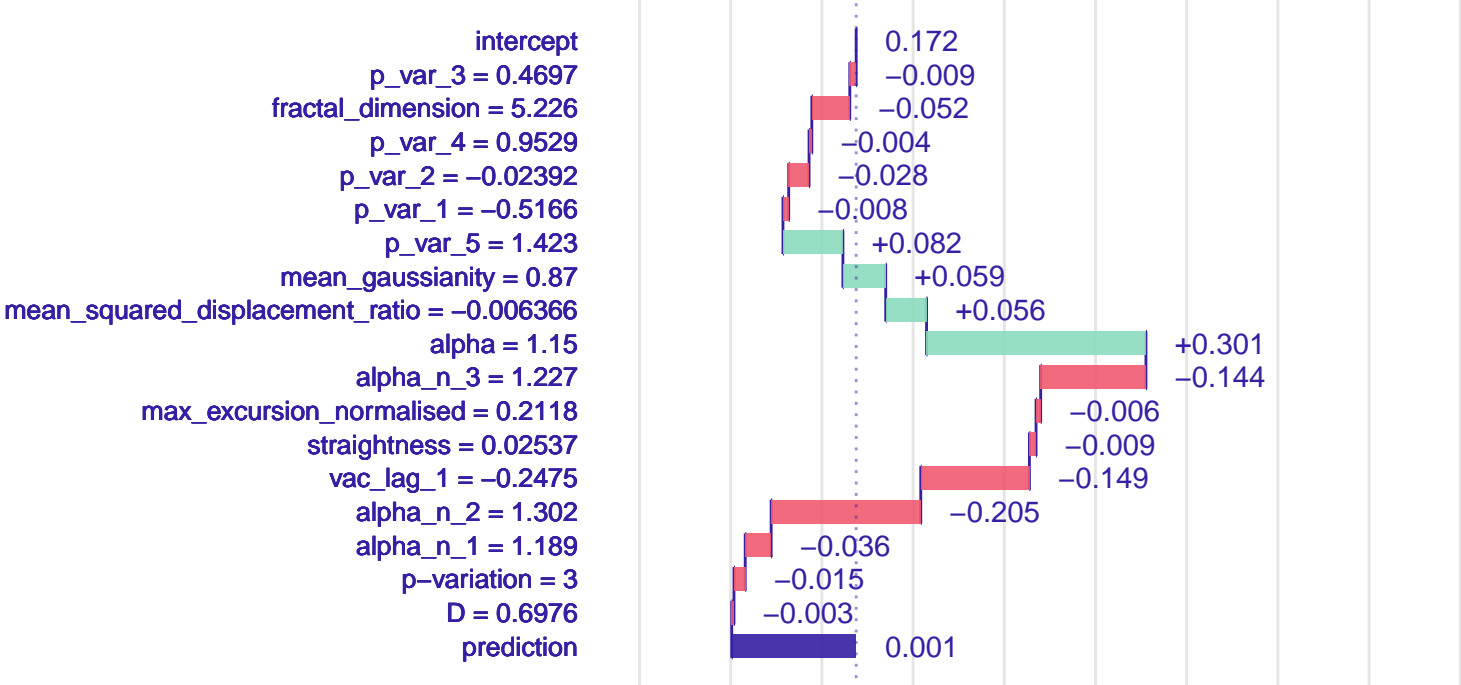 intercept 0.172
p_var_3 = 0.4697 −0.009
fractal_dimension = 5.226 −0.052
p_var_4 = 0.9529 −0.004
p_var_2 = −0.02392 −0.028
p_var_1 = −0.5166 −0.008
p_var_5 = 1.423 +0.082
mean_gaussianity = 0.87 +0.059
mean_squared_displacement_ratio = −0.006366 +0.056
alpha = 1.15 +0.301
alpha_n_3 = 1.227 −0.144
max_excursion_normalised = 0.2118 −0.006
straightness = 0.02537 −0.009
vac_lag_1 = −0.2475 −0.149
alpha_n_2 = 1.302 −0.205
alpha_n_1 = 1.189 −0.036
p−variation = 3 −0.015
D = 0.6976 −0.003
prediction 0.001